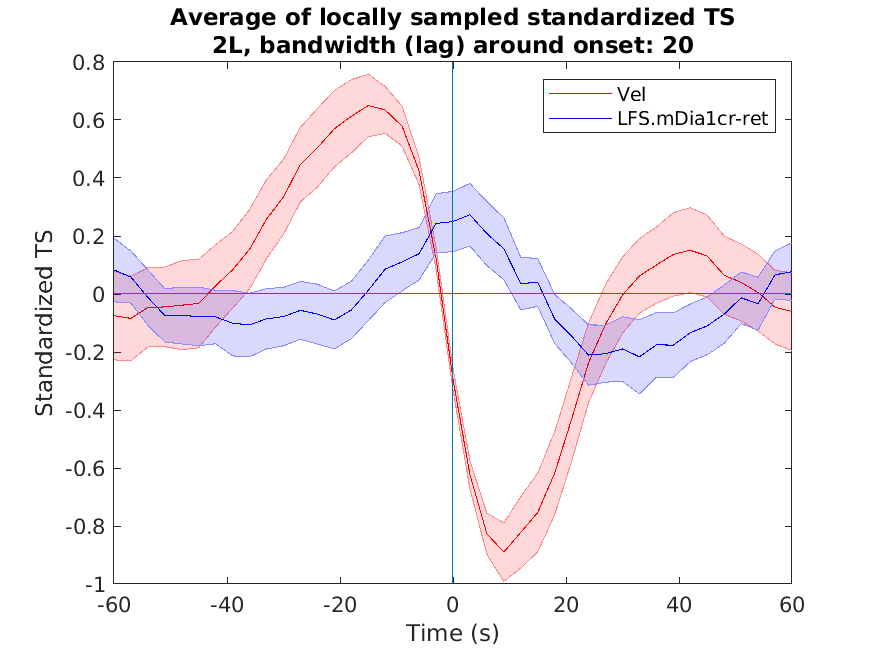 Average of locally sampled standardized TS
2L, bandwidth (lag) around onset: 20
Vel
LFS.mDia1cr-ret
Standardized TS
0.8
0.6
0.4
0.2
0
-0.2
-0.4
-0.6
-0.8
-1
-60
-40
-20
0
20
40
60
Time (s)